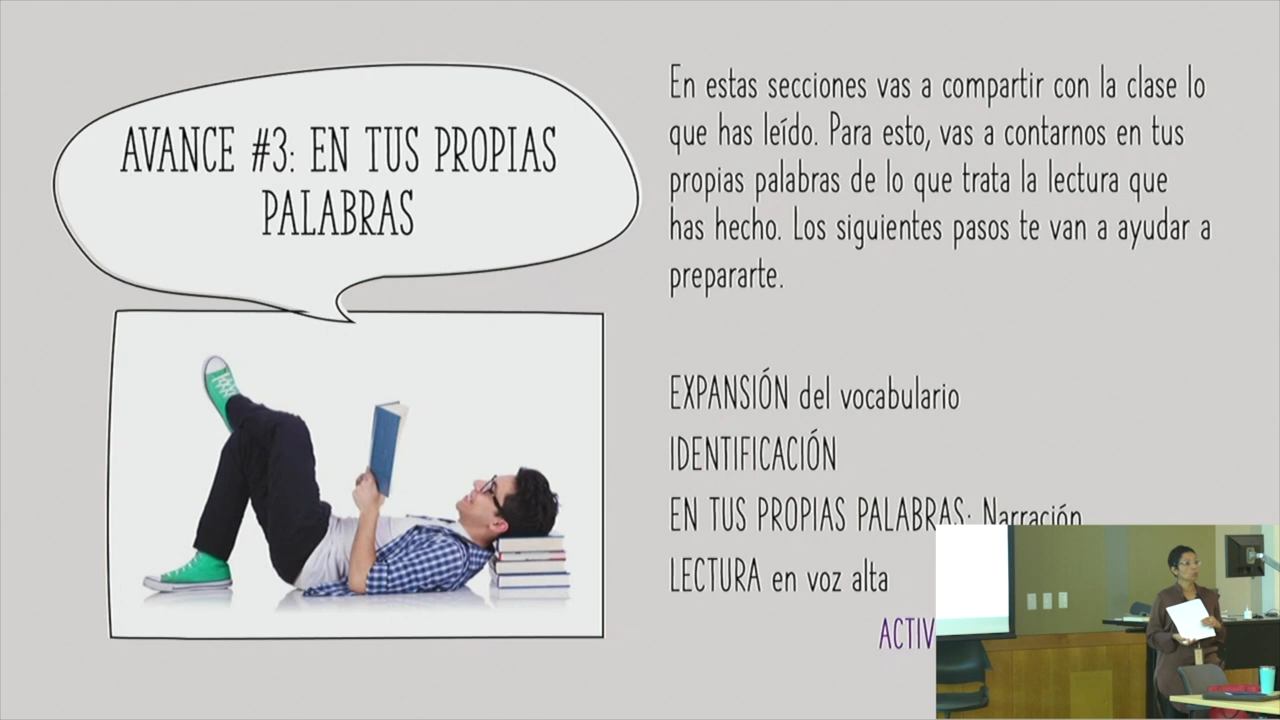 AVANCE #3: EN TUS PROPIAS
PALABRAS
En estas secciones vas a compartir con la clase lo
que has leído. Para esto, vas a contarnos en tus
propias palabras de lo que trata la lectura que
has hecho. Los siguientes pasos te van a ayudar a
prepararte.
EXPANSIÓN del vocabulario
IDENTIFICACIÓN
EN TUS PROPIAS PALABRAS: Narración
LECTURA en voz alta